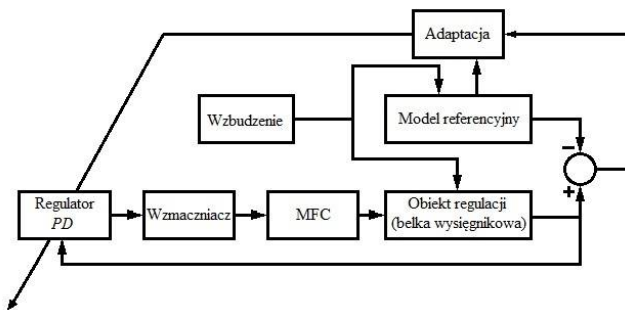 Adaptacja
Wzbudzenie
Model referencyjny
−
+
Regulator
PD
Wzmacniacz
MFC
Obiekt regulacji
(belka wysięgnikowa)